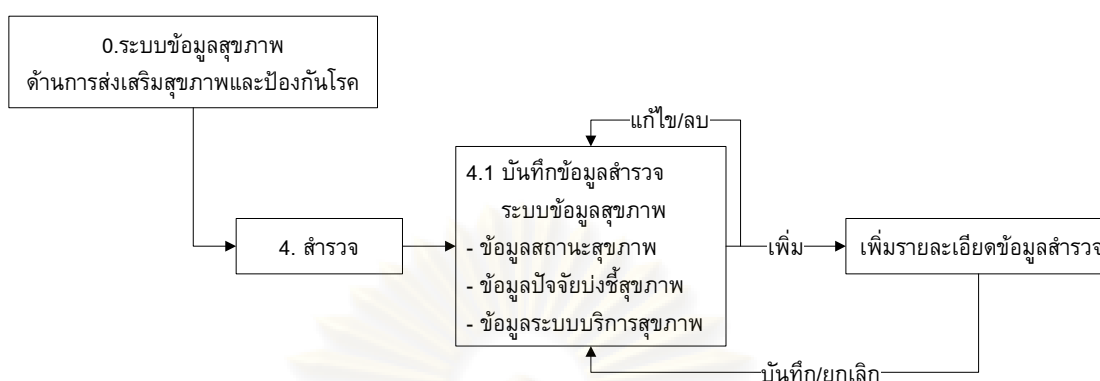 0.ระบบข้อมูลสุขภาพ
ด้านการส่งเสริมสุขภาพและป้องกันโรค
แก้ไข/ลบ
4.1 บันทึกข้อมูลสำรวจ
ระบบข้อมูลสุขภาพ
- ข้อมูลสถานะสุขภาพ
- ข้อมูลปัจจัยบ่งชี้สุขภาพ
- ข้อมูลระบบบริการสุขภาพ
4. สำรวจ
เพิ่ม
เพิ่มรายละเอียดข้อมูลสำรวจ
บันทึก/ยกเลิก